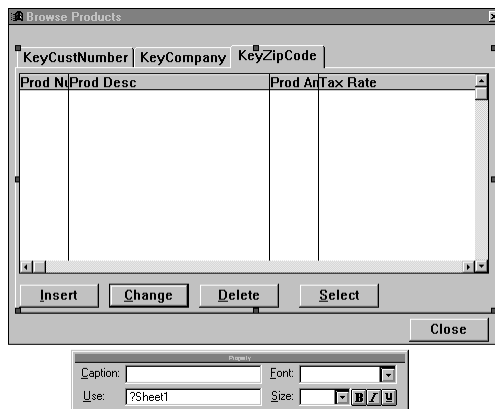 Browse Products
KeyCustNumber KeyCompany KeyZipCode
Prod Nu Prod Desc Prod Am Tax Rate
Insert Change Delete Select
Close
Property
Caption: Font:
Use: ?Sheet1 Size: B I U